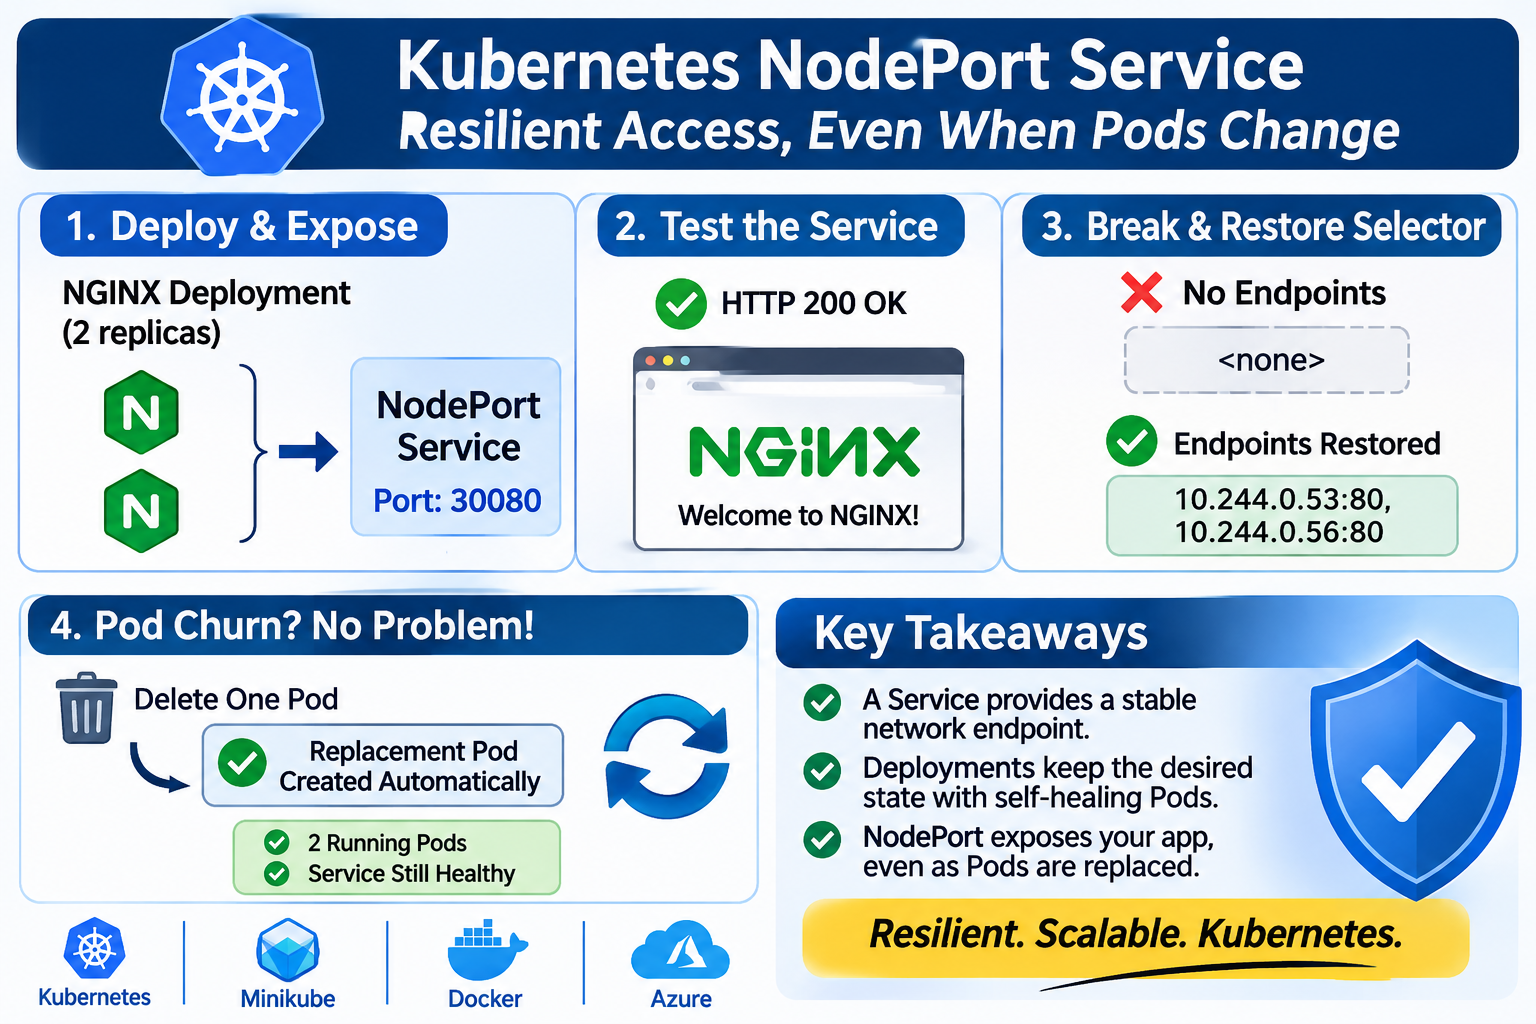 Kubernetes NodePort Service
Resilient Access, Even When Pods Change
1. Deploy & Expose
NGINX Deployment
(2 replicas)
N
N
NodePort
Service
Port: 30080
2. Test the Service
HTTP 200 OK
NGINX
Welcome to NGINX!
3. Break & Restore Selector
No Endpoints
<none>
Endpoints Restored
10.244.0.53:80,
10.244.0.56:80
4. Pod Churn? No Problem!
Delete One Pod
Replacement Pod
Created Automatically
2 Running Pods
Service Still Healthy
Kubernetes
Minikube
Docker
Azure
Key Takeaways
A Service provides a stable
network endpoint.
Deployments keep the desired
state with self-healing Pods.
NodePort exposes your app,
even as Pods are replaced.
Resilient. Scalable. Kubernetes.